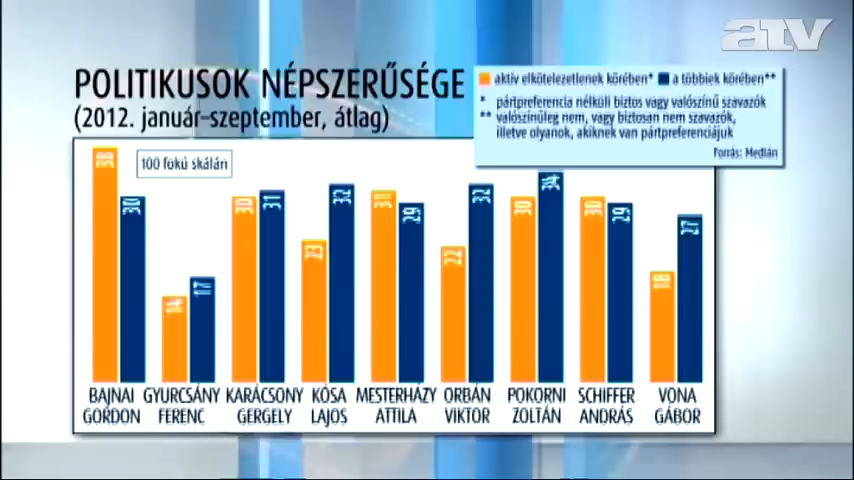 atv
POLITIKUSOK NÉPSZERŰSÉGE
(2012. január-szeptember, átlag)
aktív elkötelezetlenek körében* a többiek körében**
* pártpreferencia nélküli biztos vagy valószínű szavazók
** valószínűleg nem, vagy biztosan nem szavazók,
illetve olyanok, akiknek van pártpreferenciájuk
Forrás: Medián
100 fokú skálán
38 30 14 17 30 31 23 32 31 29 22 32 30 34 30 29 18 27
BAJNAI GYURCSÁNY KARÁCSONY KÓSA MESTERHÁZY ORBÁN POKORNI SCHIFFER VONA
GORDON FERENC GERGELY LAJOS ATTILA VIKTOR ZOLTÁN ANDRÁS GÁBOR